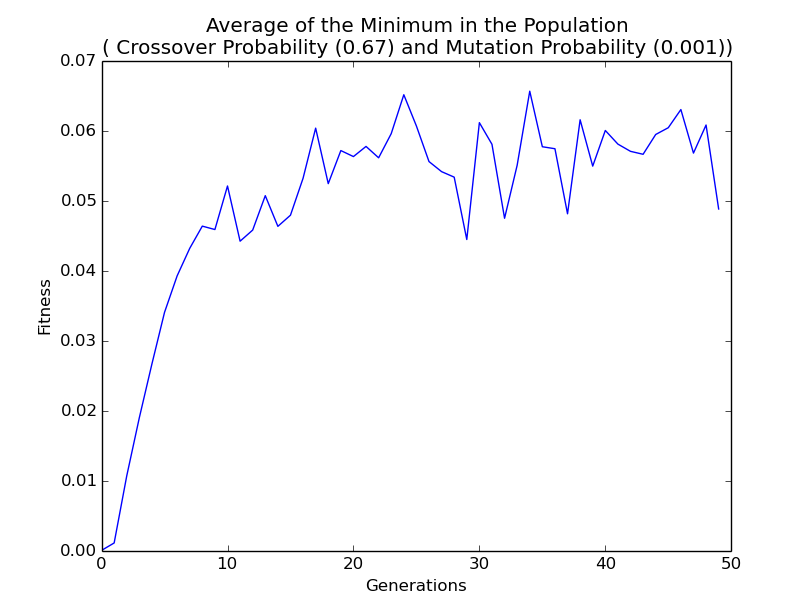 Average of the Minimum in the Population
( Crossover Probability (0.67) and Mutation Probability (0.001))
0.07
0.06
0.05
0.04
0.03
0.02
0.01
0.00
Fitness
0 10 20 30 40 50
Generations